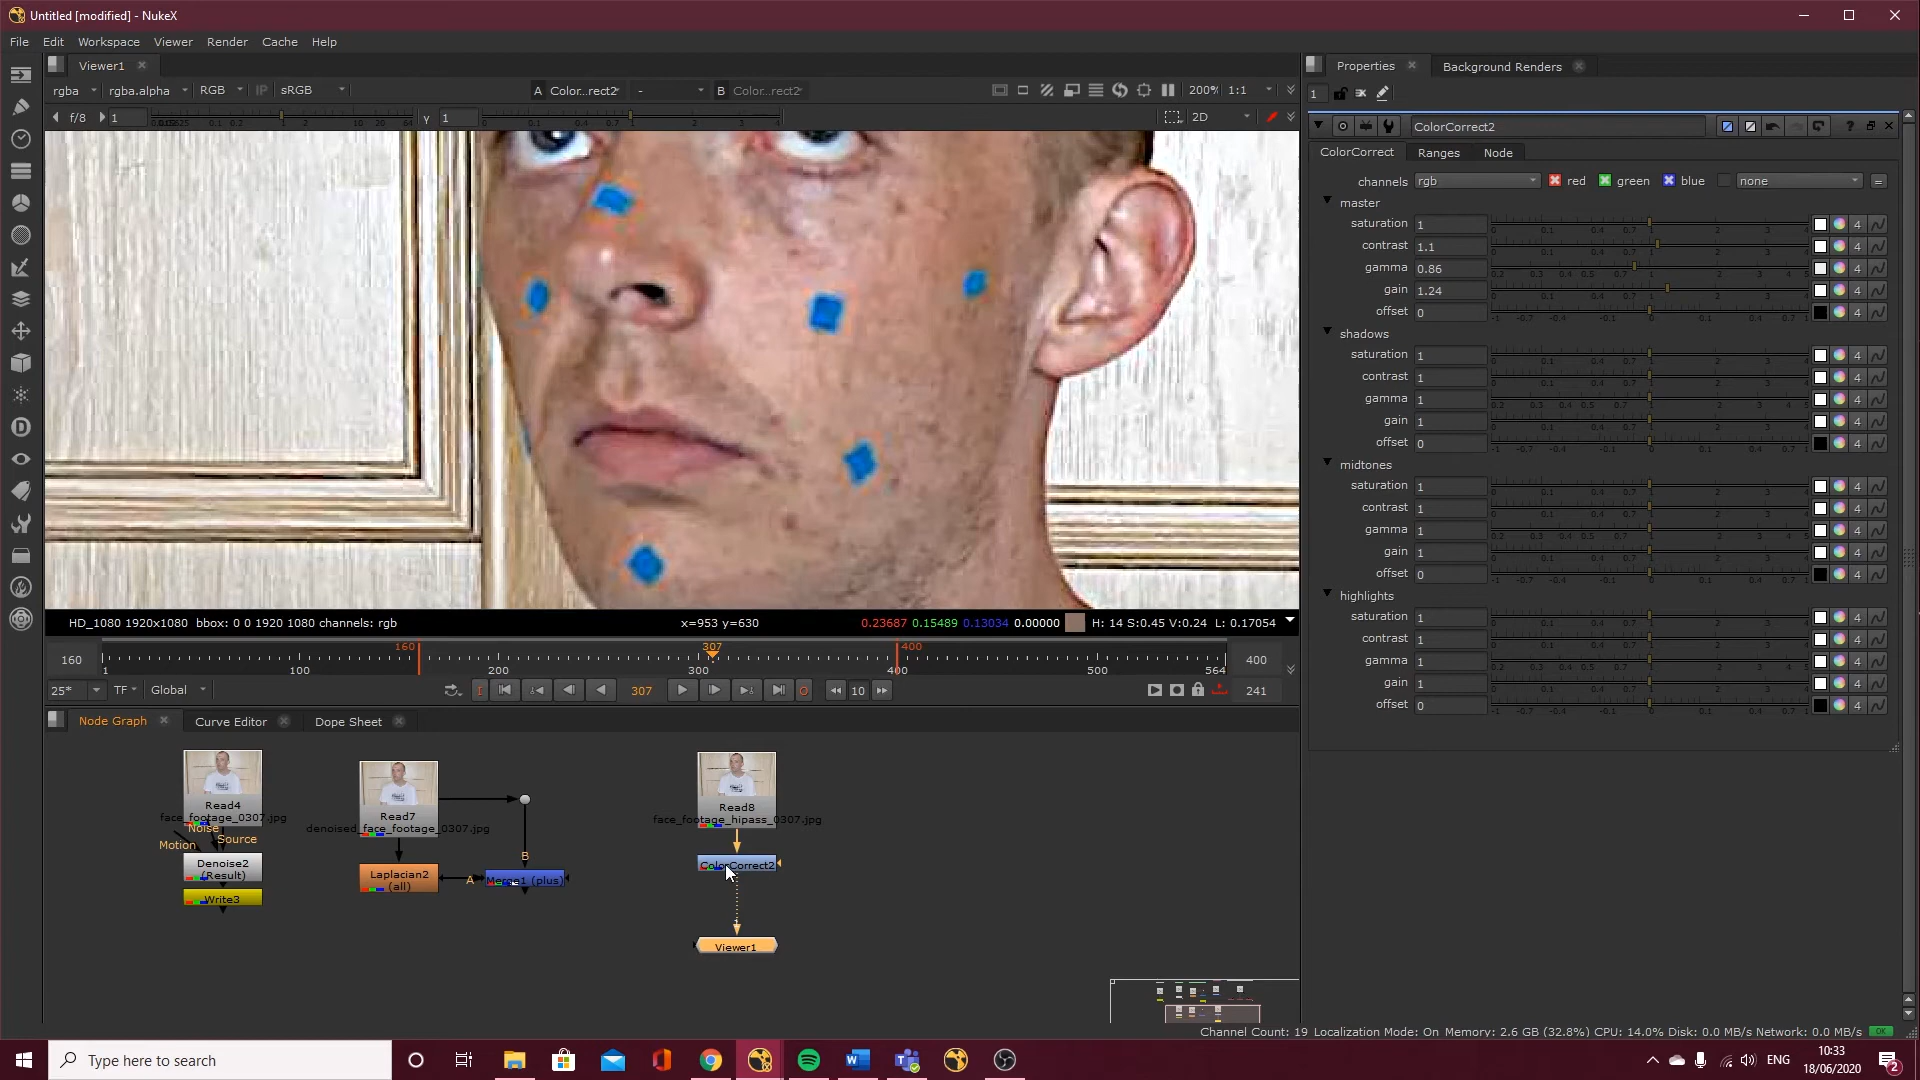 Untitled [modified] - NukeX
File Edit Workspace Viewer Render Cache Help
Viewer1
Properties
Background Renders
rgba rgba.alpha RGB IP sRGB A Color...rect2 - B Color...rect2 200% 1:1
1
f/8 1 y 1 2D
ColorCorrect2
ColorCorrect Ranges Node
channels rgb red green blue none =
master
saturation 1
contrast 1.1
gamma 0.86
gain 1.24
offset 0
shadows
saturation 1
contrast 1
gamma 1
gain 1
offset 0
midtones
saturation 1
contrast 1
gamma 1
gain 1
offset 0
highlights
saturation 1
contrast 1
gamma 1
gain 1
offset 0
HD_1080 1920x1080 bbox: 0 0 1920 1080 channels: rgb x=953 y=630 0.23687 0.15489 0.13034 0.00000 H: 14 S:0.45 V:0.24 L: 0.17054
160 307 400
160 400
1 100 200 300 400 500 564
25* TF Global 307 10 241
Node Graph Curve Editor Dope Sheet
Read4
face_footage_0307.jpg
Noise
Motion Source
Denoise2
(Result)
Write3
Read7
denoised_face_footage_0307.jpg
Laplacian2
(all)
A
B
Merge1 (plus)
Read8
face_footage_hipass_0307.jpg
ColorCorrect2
1
Viewer1
Channel Count: 19 Localization Mode: On Memory: 2.6 GB (32.8%) CPU: 14.0% Disk: 0.0 MB/s Network: 0.0 MB/s OK
Type here to search
ENG
10:33
18/06/2020
2